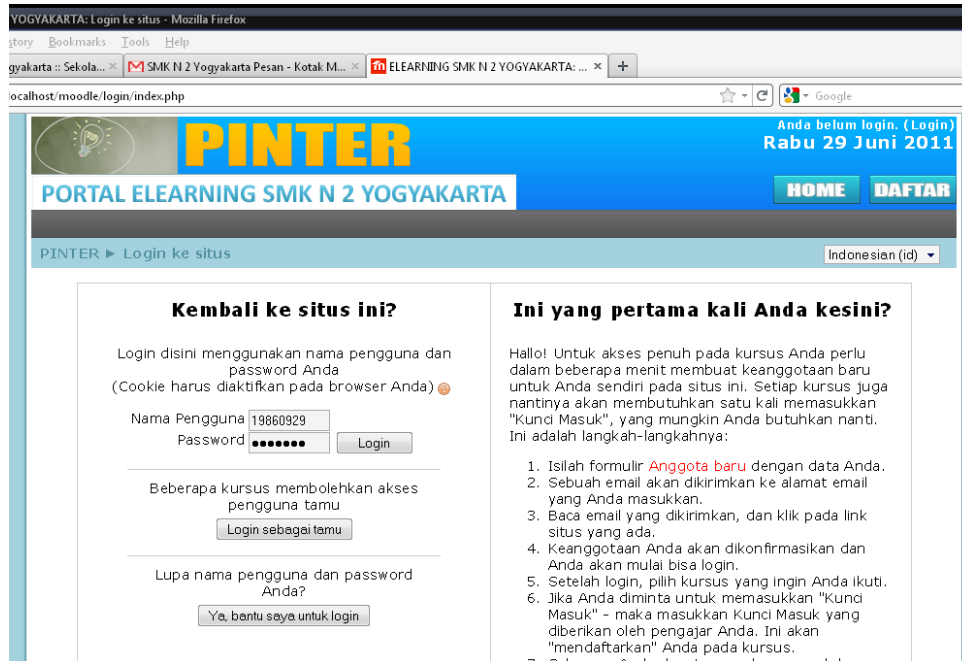 YOGYAKARTA: Login ke situs - Mozilla Firefox
story Bookmarks Tools Help
gyakarta :: Sekola... × SMK N 2 Yogyakarta Pesan - Kotak M... × ELEARNING SMK N 2 YOGYAKARTA: ... × +
localhost/moodle/login/index.php
Google
PINTER
Anda belum login. (Login)
Rabu 29 Juni 2011
PORTAL ELEARNING SMK N 2 YOGYAKARTA
HOME DAFTAR
PINTER ► Login ke situs
Indonesian (id)
Kembali ke situs ini?
Login disini menggunakan nama pengguna dan
password Anda
(Cookie harus diaktifkan pada browser Anda)
Nama Pengguna 19860929
Password ●●●●●●● Login
Beberapa kursus membolehkan akses
pengguna tamu
Login sebagai tamu
Lupa nama pengguna dan password
Anda?
Ya, bantu saya untuk login
Ini yang pertama kali Anda kesini?
Hallo! Untuk akses penuh pada kursus Anda perlu
dalam beberapa menit membuat keanggotaan baru
untuk Anda sendiri pada situs ini. Setiap kursus juga
nantinya akan membutuhkan satu kali memasukkan
"Kunci Masuk", yang mungkin Anda butuhkan nanti.
Ini adalah langkah-langkahnya:
1. Isilah formulir Anggota baru dengan data Anda.
2. Sebuah email akan dikirimkan ke alamat email
yang Anda masukkan.
3. Baca email yang dikirimkan, dan klik pada link
situs yang ada.
4. Keanggotaan Anda akan dikonfirmasikan dan
Anda akan mulai bisa login.
5. Setelah login, pilih kursus yang ingin Anda ikuti.
6. Jika Anda diminta untuk memasukkan "Kunci
Masuk" - maka masukkan Kunci Masuk yang
diberikan oleh pengajar Anda. Ini akan
"mendaftarkan" Anda pada kursus.